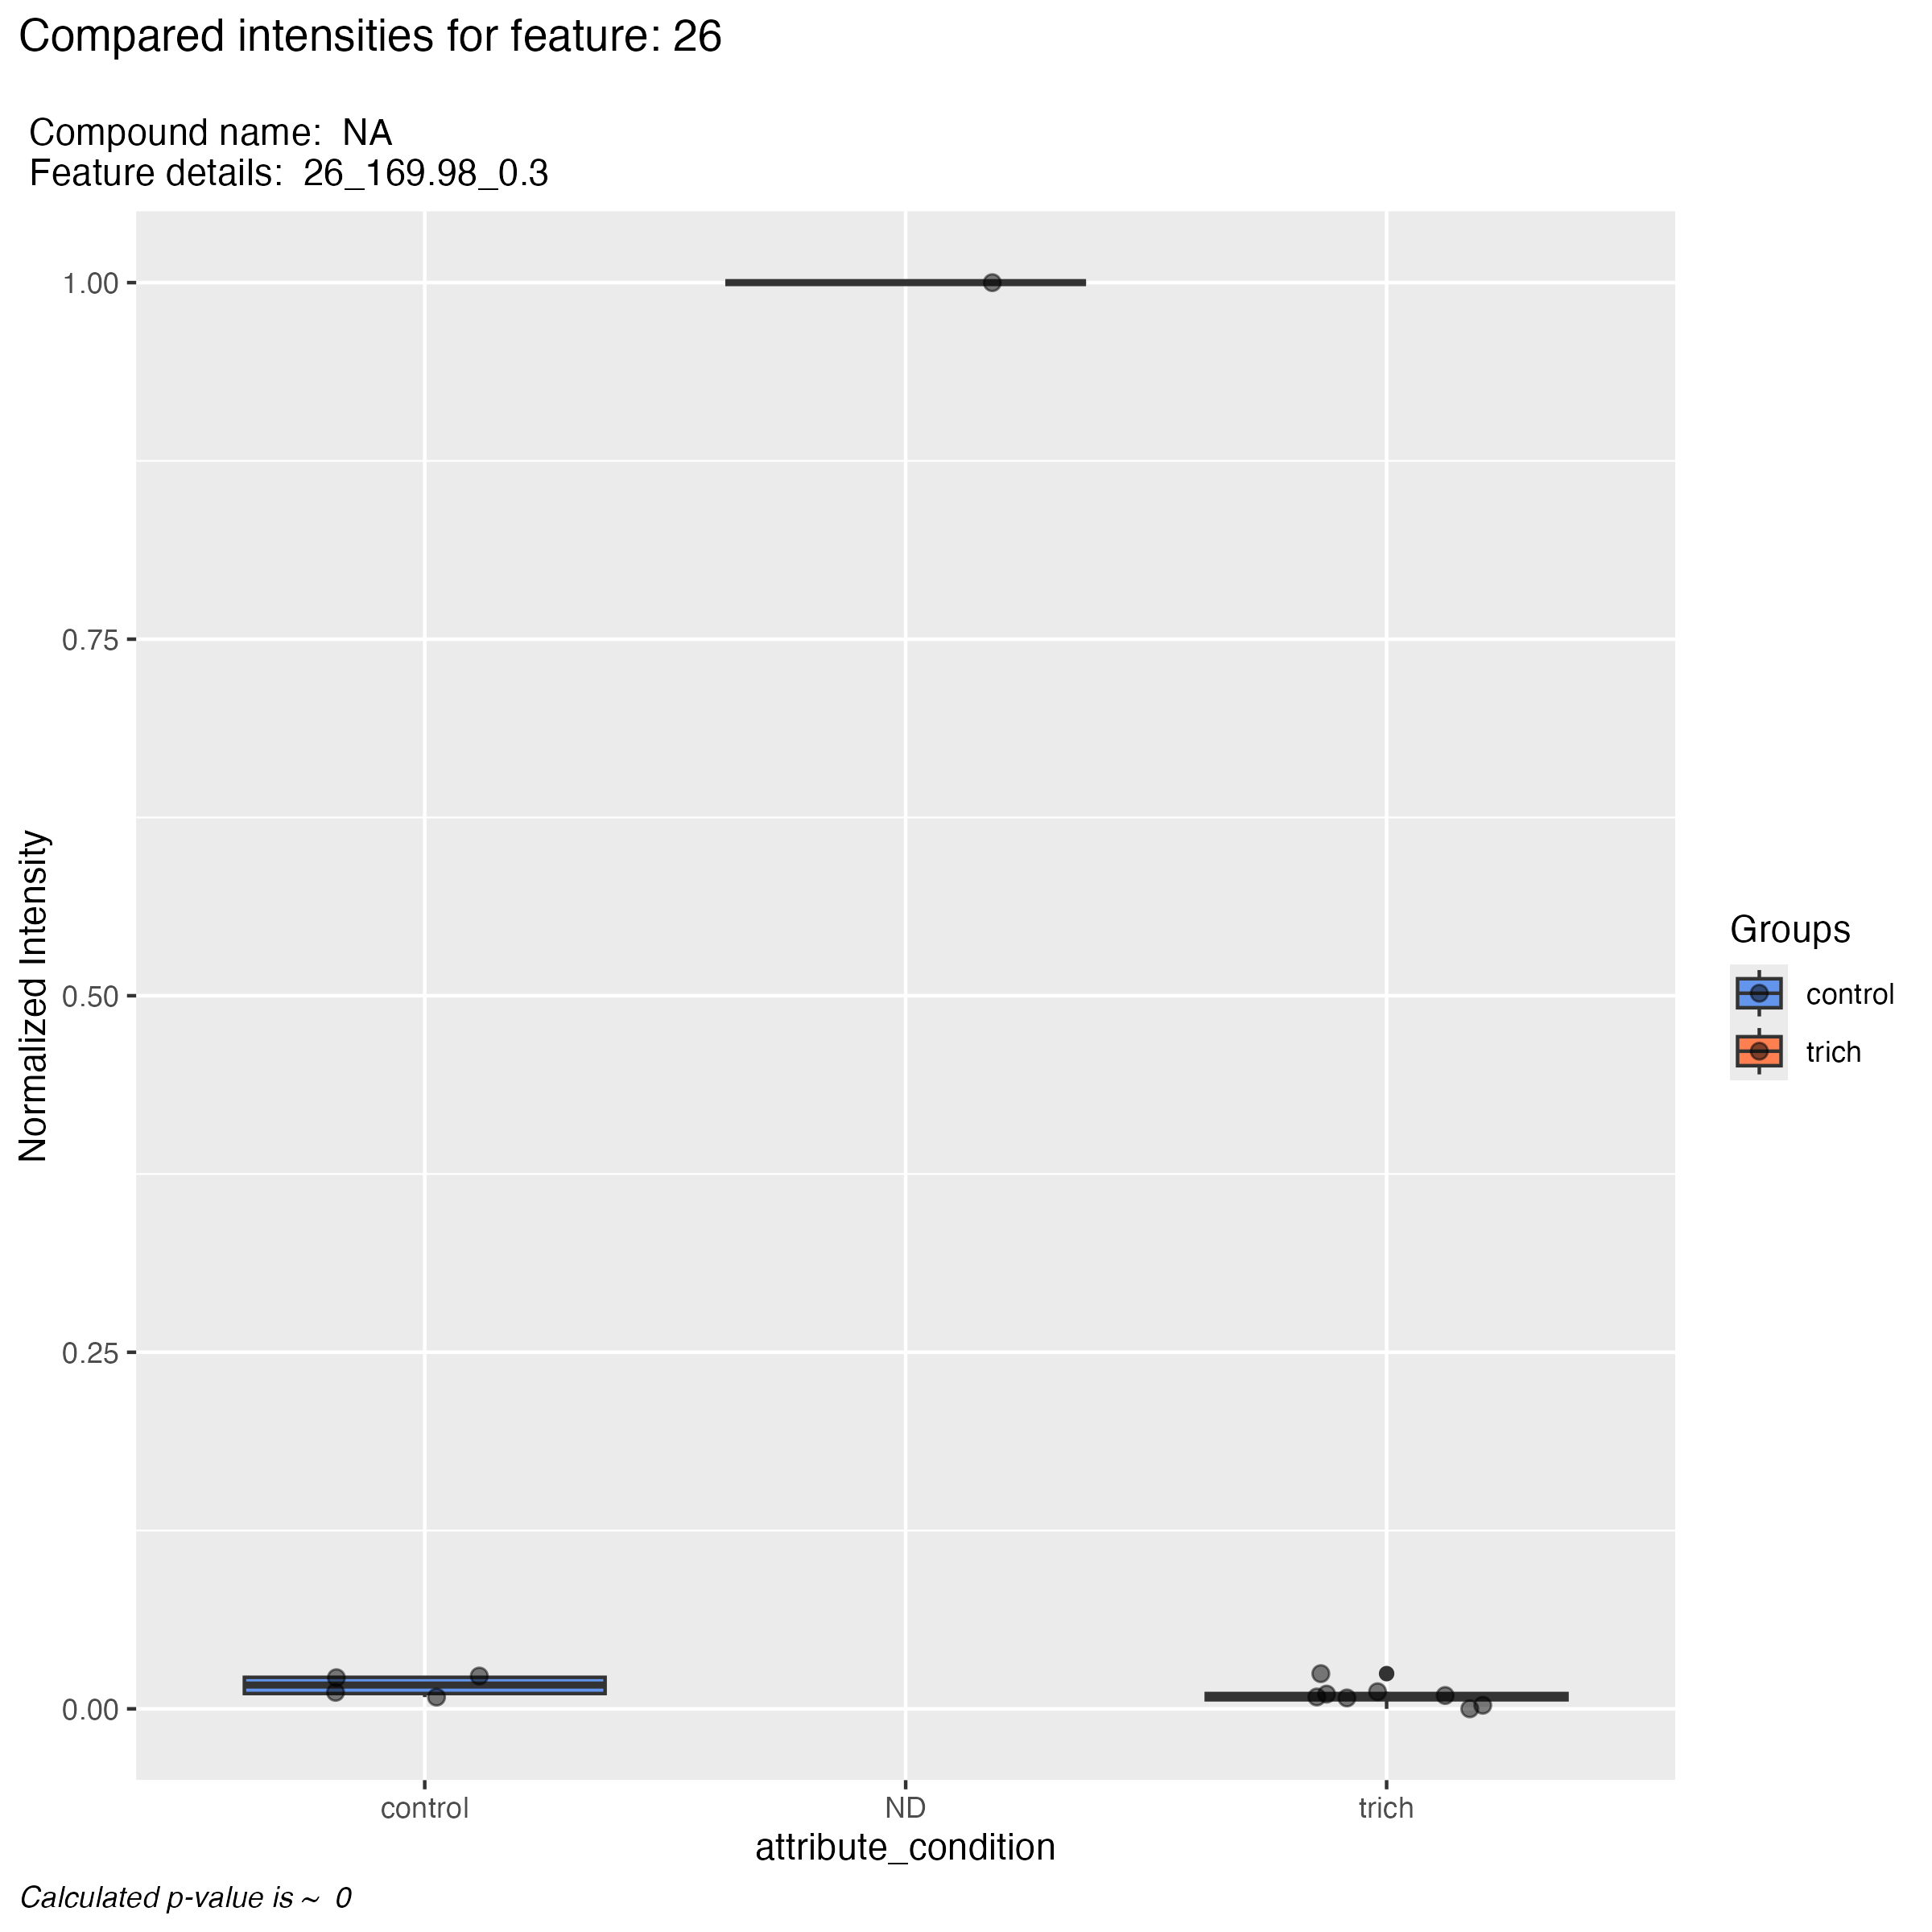 Compared intensities for feature: 26
Compound name:  NA
Feature details:  26_169.98_0.3
1.00
0.75
0.50
0.25
0.00
Normalized Intensity
control
ND
trich
attribute_condition
Groups
control
trich
Calculated p-value is ~  0